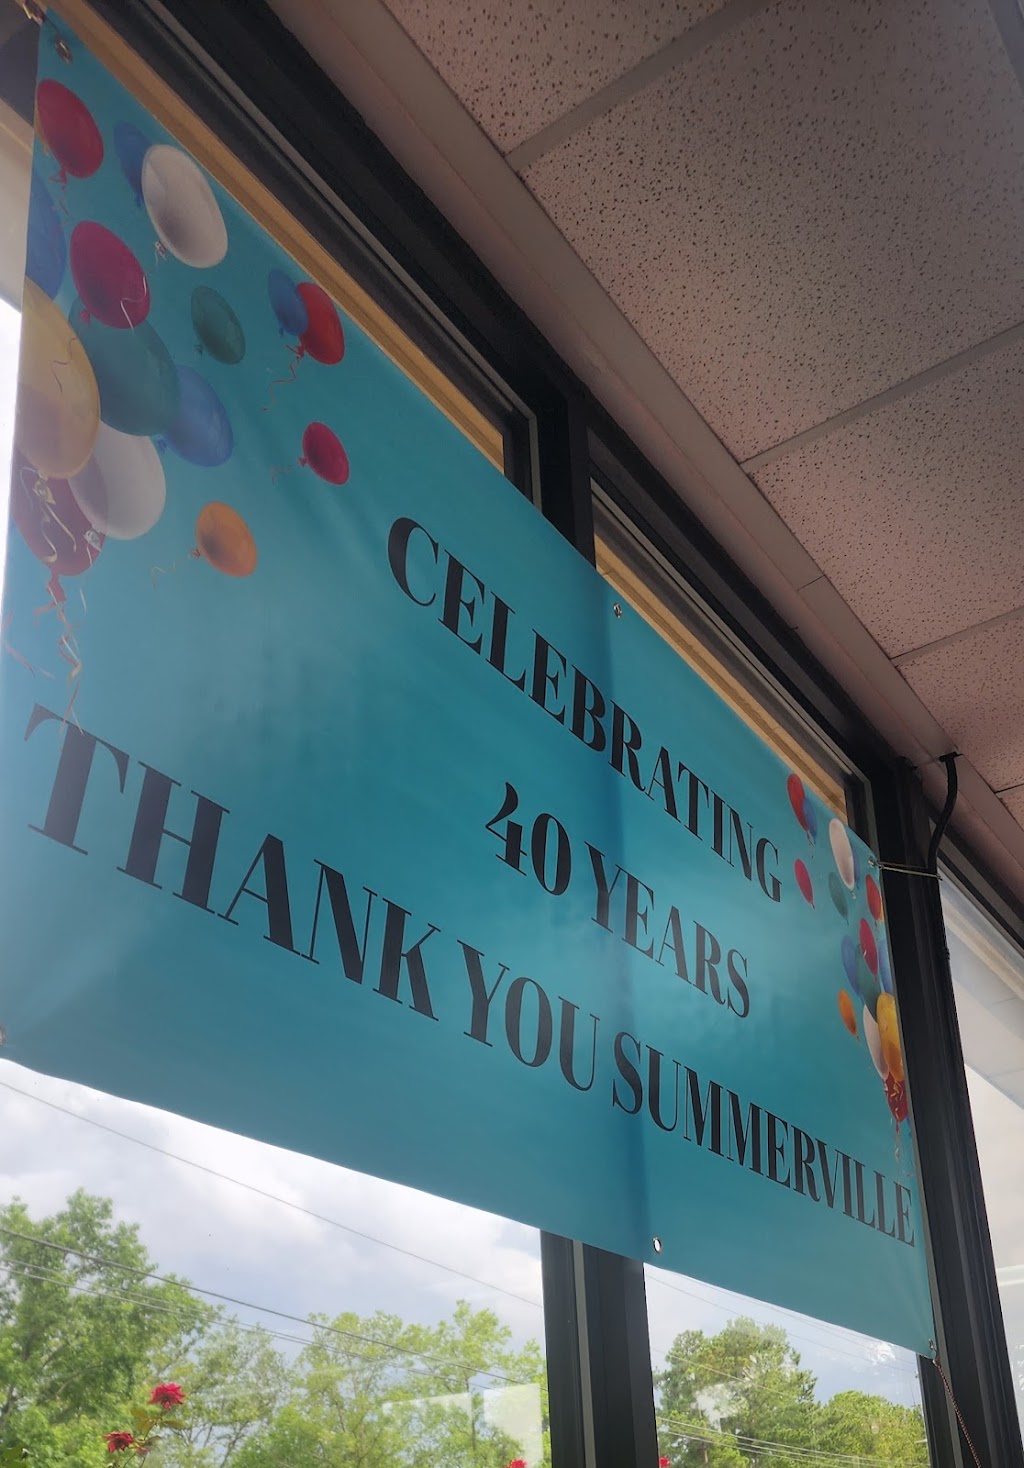 CELEBRATING
40 YEARS
THANK YOU SUMMERVILLE